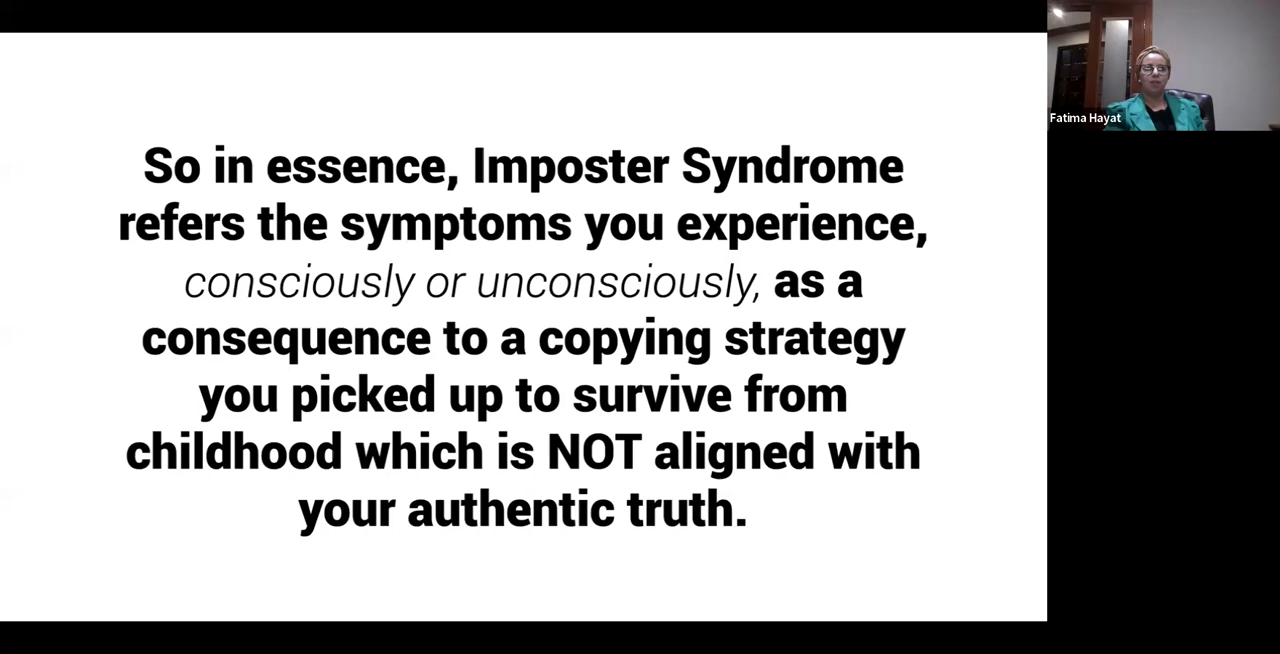 So in essence, Imposter Syndrome
refers the symptoms you experience,
consciously or unconsciously, as a
consequence to a copying strategy
you picked up to survive from
childhood which is NOT aligned with
your authentic truth.
Fatima Hayat